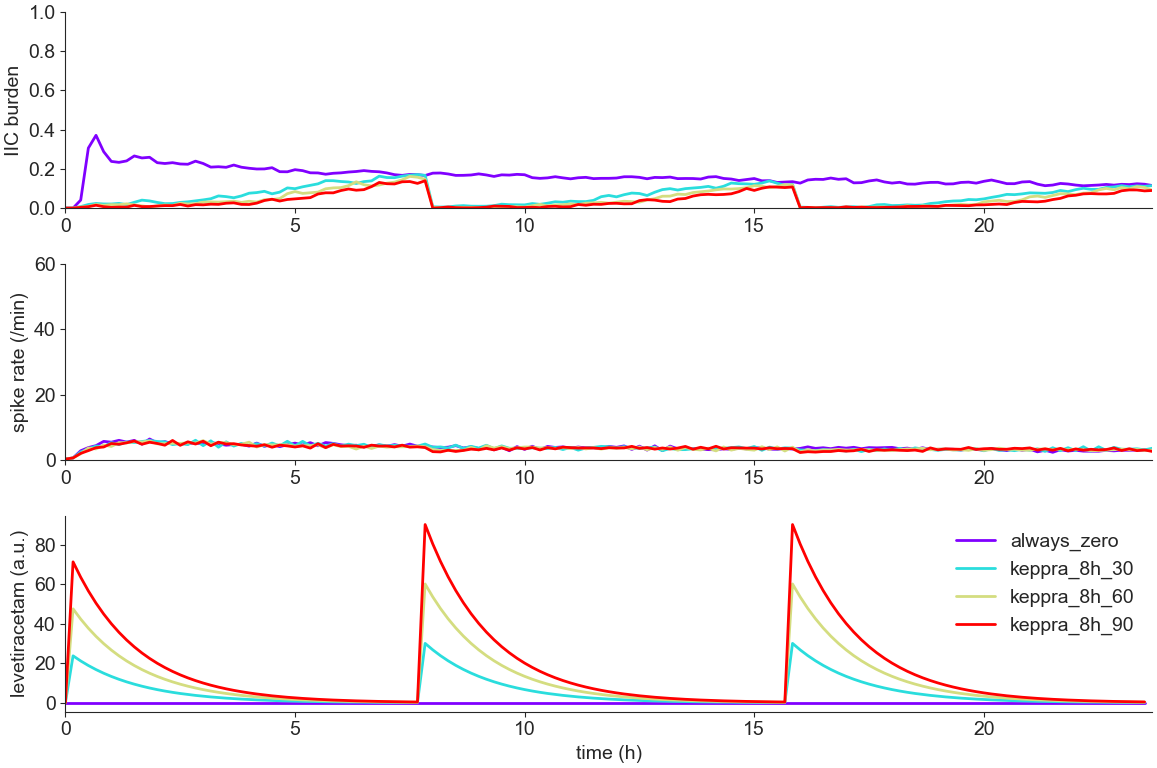 1.0
0.8
0.6
0.4
0.2
0.0
IIC burden
0 5 10 15 20
60
40
20
0
spike rate (/min)
0 5 10 15 20
80
60
40
20
0
levetiracetam (a.u.)
always_zero
keppra_8h_30
keppra_8h_60
keppra_8h_90
0 5 10 15 20
time (h)